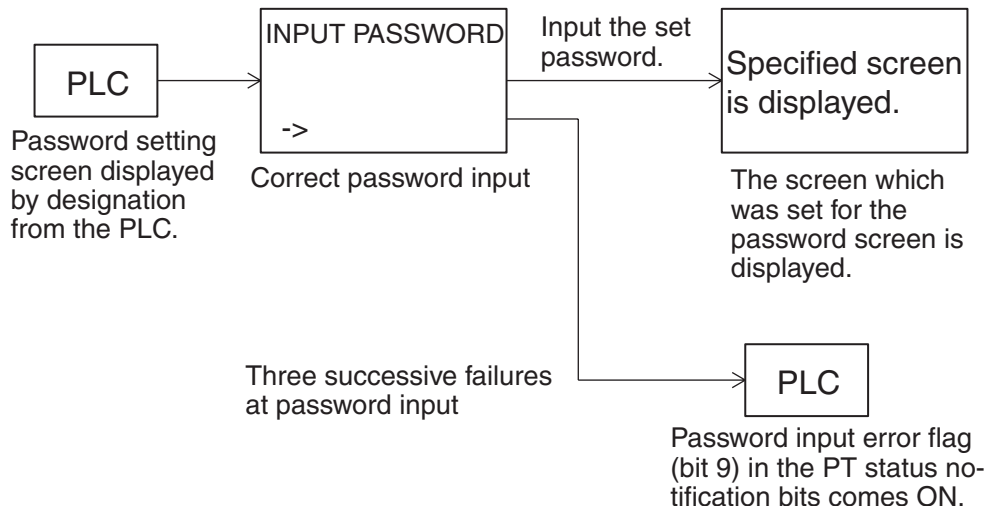 INPUT PASSWORD
->
PLC
Password setting
screen displayed
by designation
from the PLC.
Correct password input
Input the set
password.
Specified screen
is displayed.
The screen which
was set for the
password screen is
displayed.
Three successive failures
at password input
PLC
Password input error flag
(bit 9) in the PT status no-
tification bits comes ON.